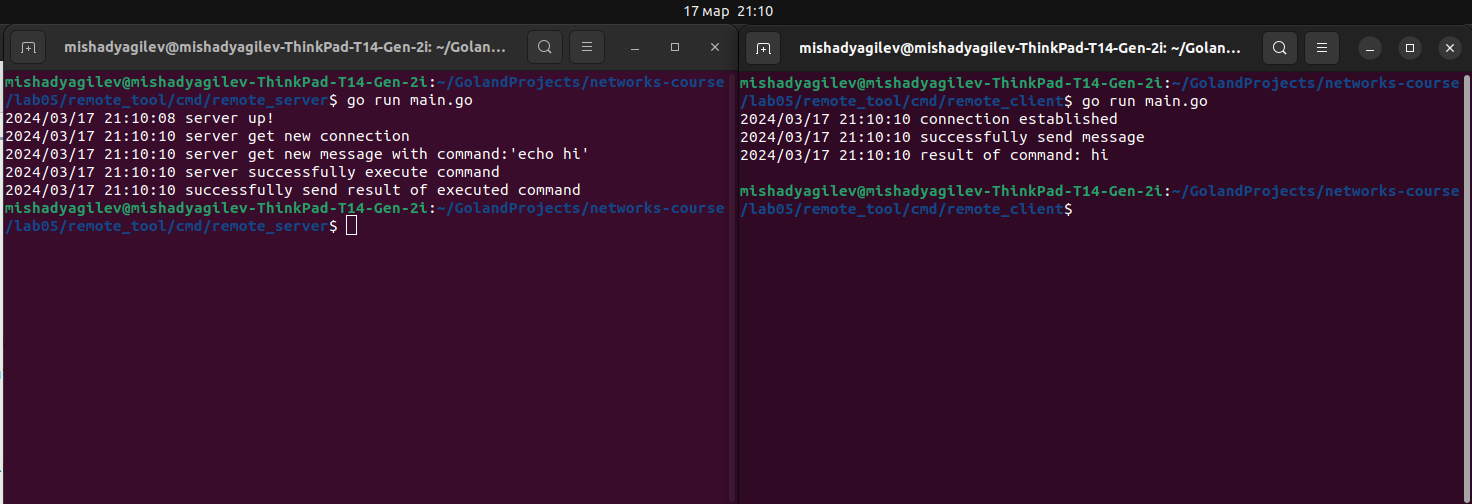 17 мар 21:10
mishadyagilev@mishadyagilev-ThinkPad-T14-Gen-2i: ~/Golan...
mishadyagilev@mishadyagilev-ThinkPad-T14-Gen-2i:~/GolandProjects/networks-course
/lab05/remote_tool/cmd/remote_server$ go run main.go
2024/03/17 21:10:08 server up!
2024/03/17 21:10:10 server get new connection
2024/03/17 21:10:10 server get new message with command:'echo hi'
2024/03/17 21:10:10 server successfully execute command
2024/03/17 21:10:10 successfully send result of executed command
mishadyagilev@mishadyagilev-ThinkPad-T14-Gen-2i:~/GolandProjects/networks-course
/lab05/remote_tool/cmd/remote_server$
mishadyagilev@mishadyagilev-ThinkPad-T14-Gen-2i: ~/Golan...
mishadyagilev@mishadyagilev-ThinkPad-T14-Gen-2i:~/GolandProjects/networks-course
/lab05/remote_tool/cmd/remote_client$ go run main.go
2024/03/17 21:10:10 connection established
2024/03/17 21:10:10 successfully send message
2024/03/17 21:10:10 result of command: hi
mishadyagilev@mishadyagilev-ThinkPad-T14-Gen-2i:~/GolandProjects/networks-course
/lab05/remote_tool/cmd/remote_client$